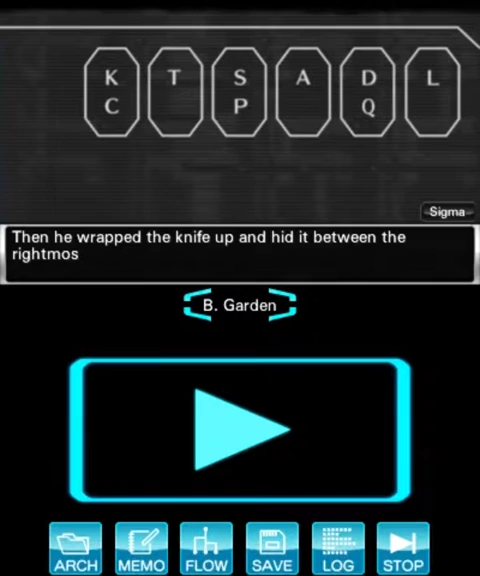 K T S A D L
C P Q
Sigma
Then he wrapped the knife up and hid it between the
rightmos
B. Garden
ARCH MEMO FLOW SAVE LOG STOP